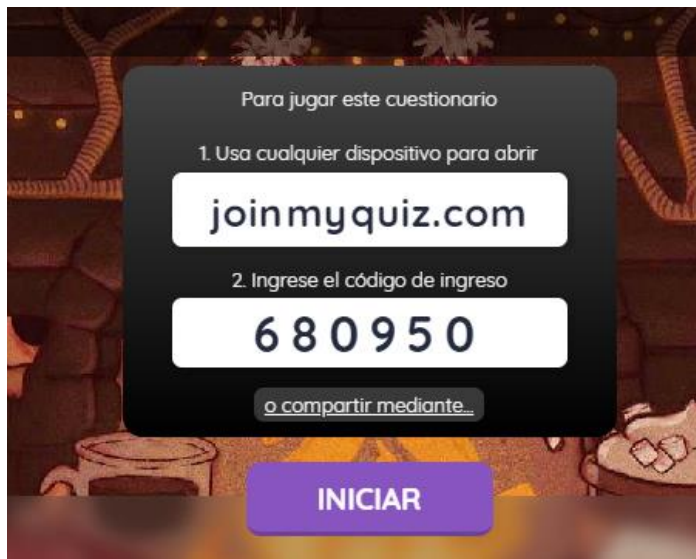 Para jugar este cuestionario
1. Usa cualquier dispositivo para abrir
joinmyquiz.com
2. Ingrese el código de ingreso
680950
o compartir mediante...
INICIAR